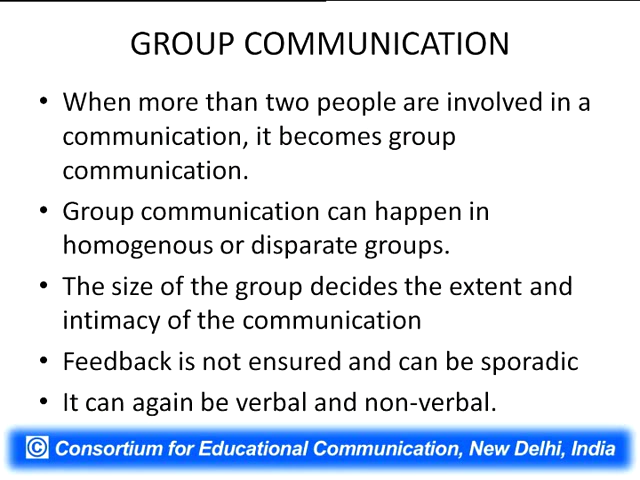 GROUP COMMUNICATION
• When more than two people are involved in a
communication, it becomes group
communication.
• Group communication can happen in
homogenous or disparate groups.
• The size of the group decides the extent and
intimacy of the communication
• Feedback is not ensured and can be sporadic
• It can again be verbal and non-verbal.
© Consortium for Educational Communication, New Delhi, India